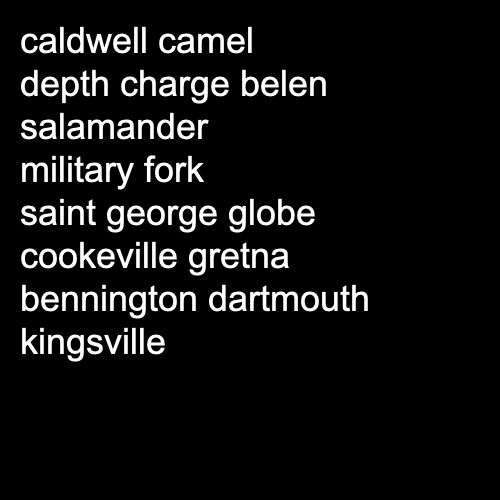 caldwell camel
depth charge belen
salamander
military fork
saint george globe
cookeville gretna
bennington dartmouth
kingsville